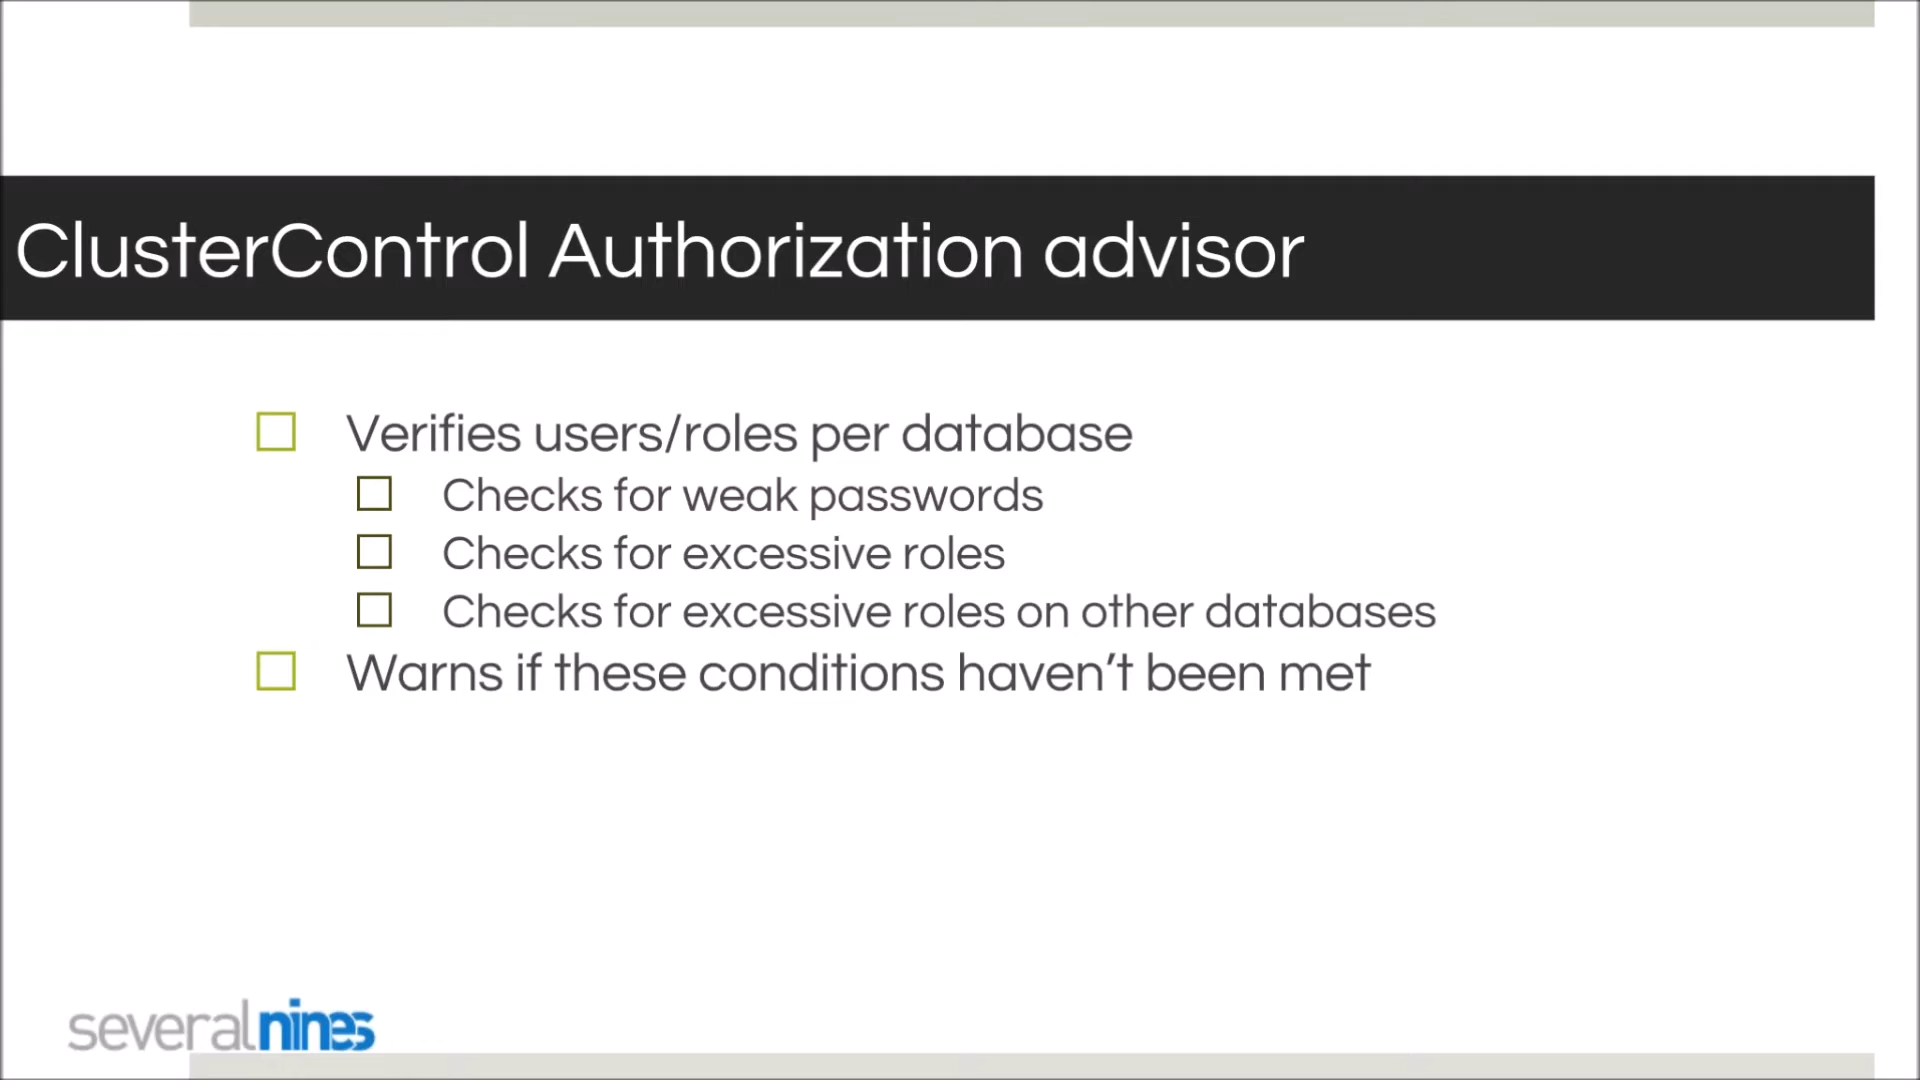 ClusterControl Authorization advisor
Verifies users/roles per database
Checks for weak passwords
Checks for excessive roles
Checks for excessive roles on other databases
Warns if these conditions haven’t been met
severalnines